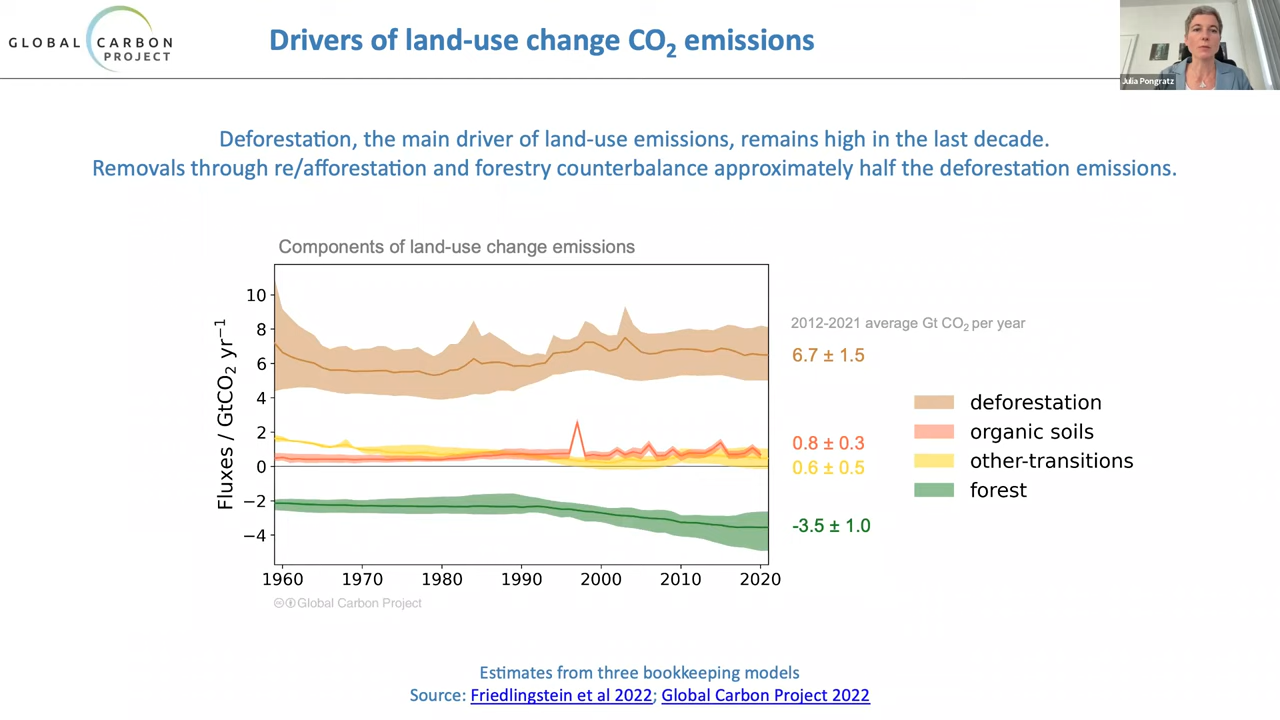 GLOBAL CARBON
PROJECT
Drivers of land-use change CO₂ emissions
Julia Pongratz
Deforestation, the main driver of land-use emissions, remains high in the last decade.
Removals through re/afforestation and forestry counterbalance approximately half the deforestation emissions.
Components of land-use change emissions
Fluxes / GtCO₂ yr⁻¹
10
8
6
4
2
0
−2
−4
1960 1970 1980 1990 2000 2010 2020
Global Carbon Project
2012-2021 average Gt CO₂ per year
6.7 ± 1.5
0.8 ± 0.3
0.6 ± 0.5
-3.5 ± 1.0
deforestation
organic soils
other-transitions
forest
Estimates from three bookkeeping models
Source: Friedlingstein et al 2022; Global Carbon Project 2022